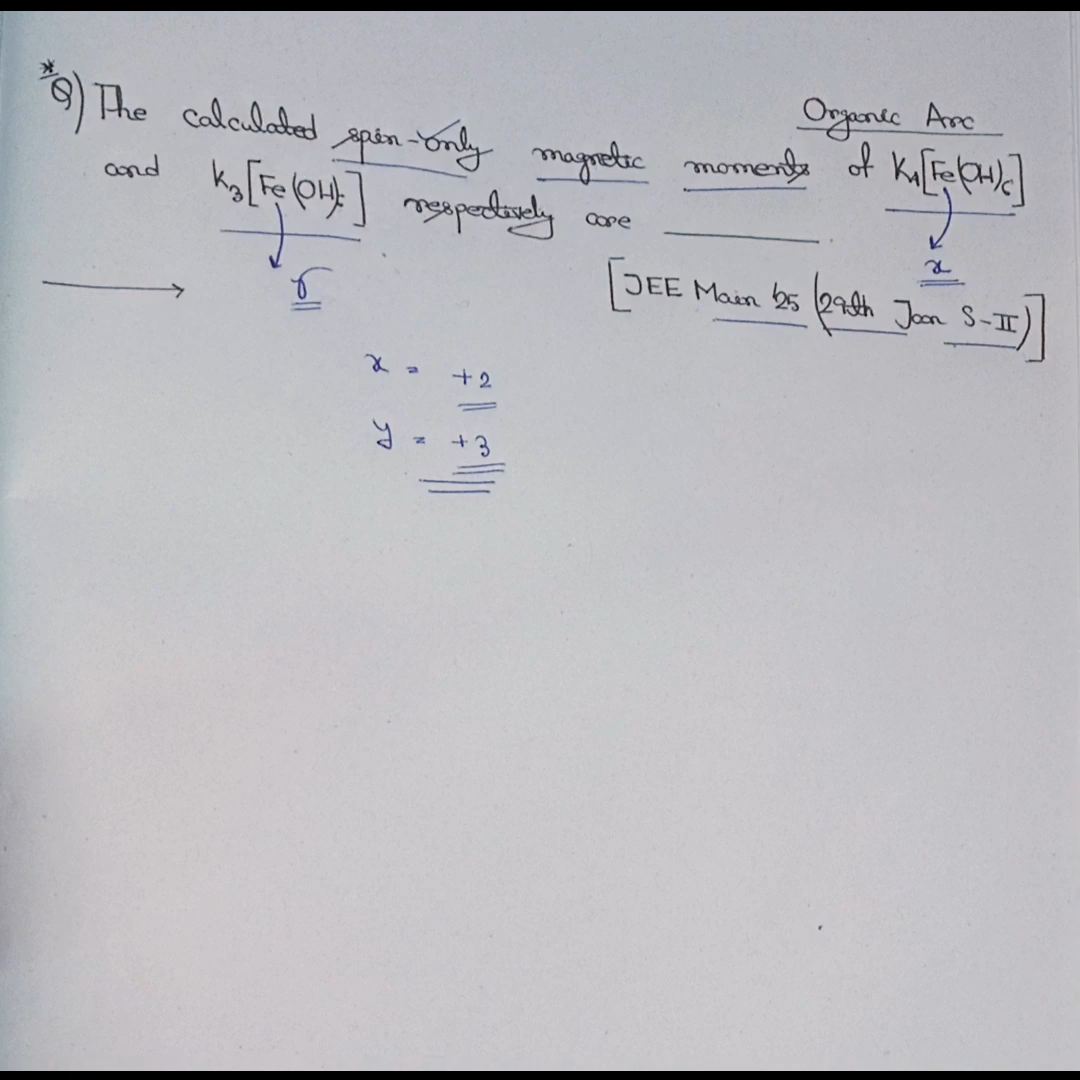 Organic Arc
*Q) The calculated spin-only magnetic moments of K₄[Fe(OH)₆]
and K₃[Fe(OH)₆] respectively are ________
x
γ
[JEE Main '25 (29th Jan S-II)]
x = +2
y = +3